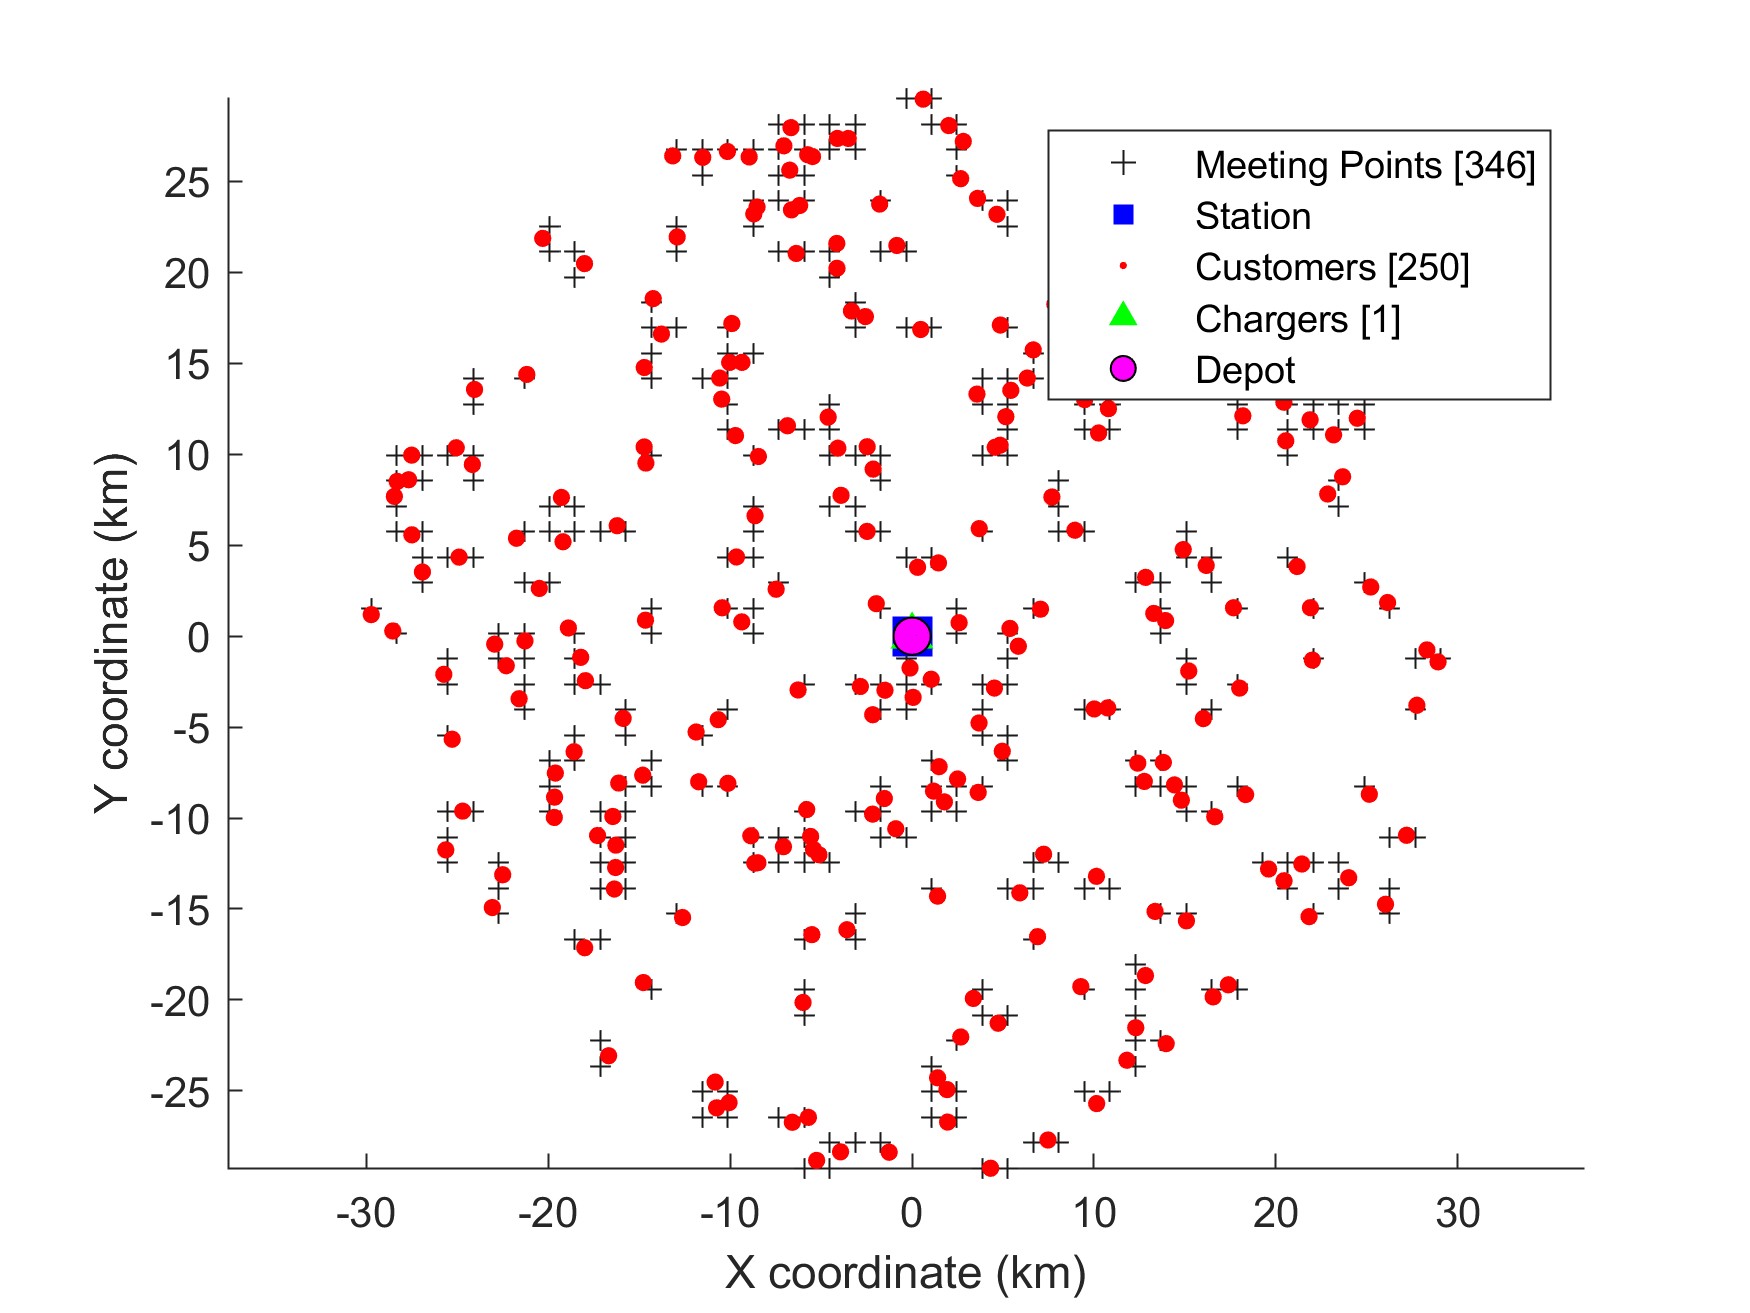 Meeting Points [346]
Station
Customers [250]
Chargers [1]
Depot
25
20
15
10
5
0
-5
-10
-15
-20
-25
Y coordinate (km)
-30 -20 -10 0 10 20 30
X coordinate (km)